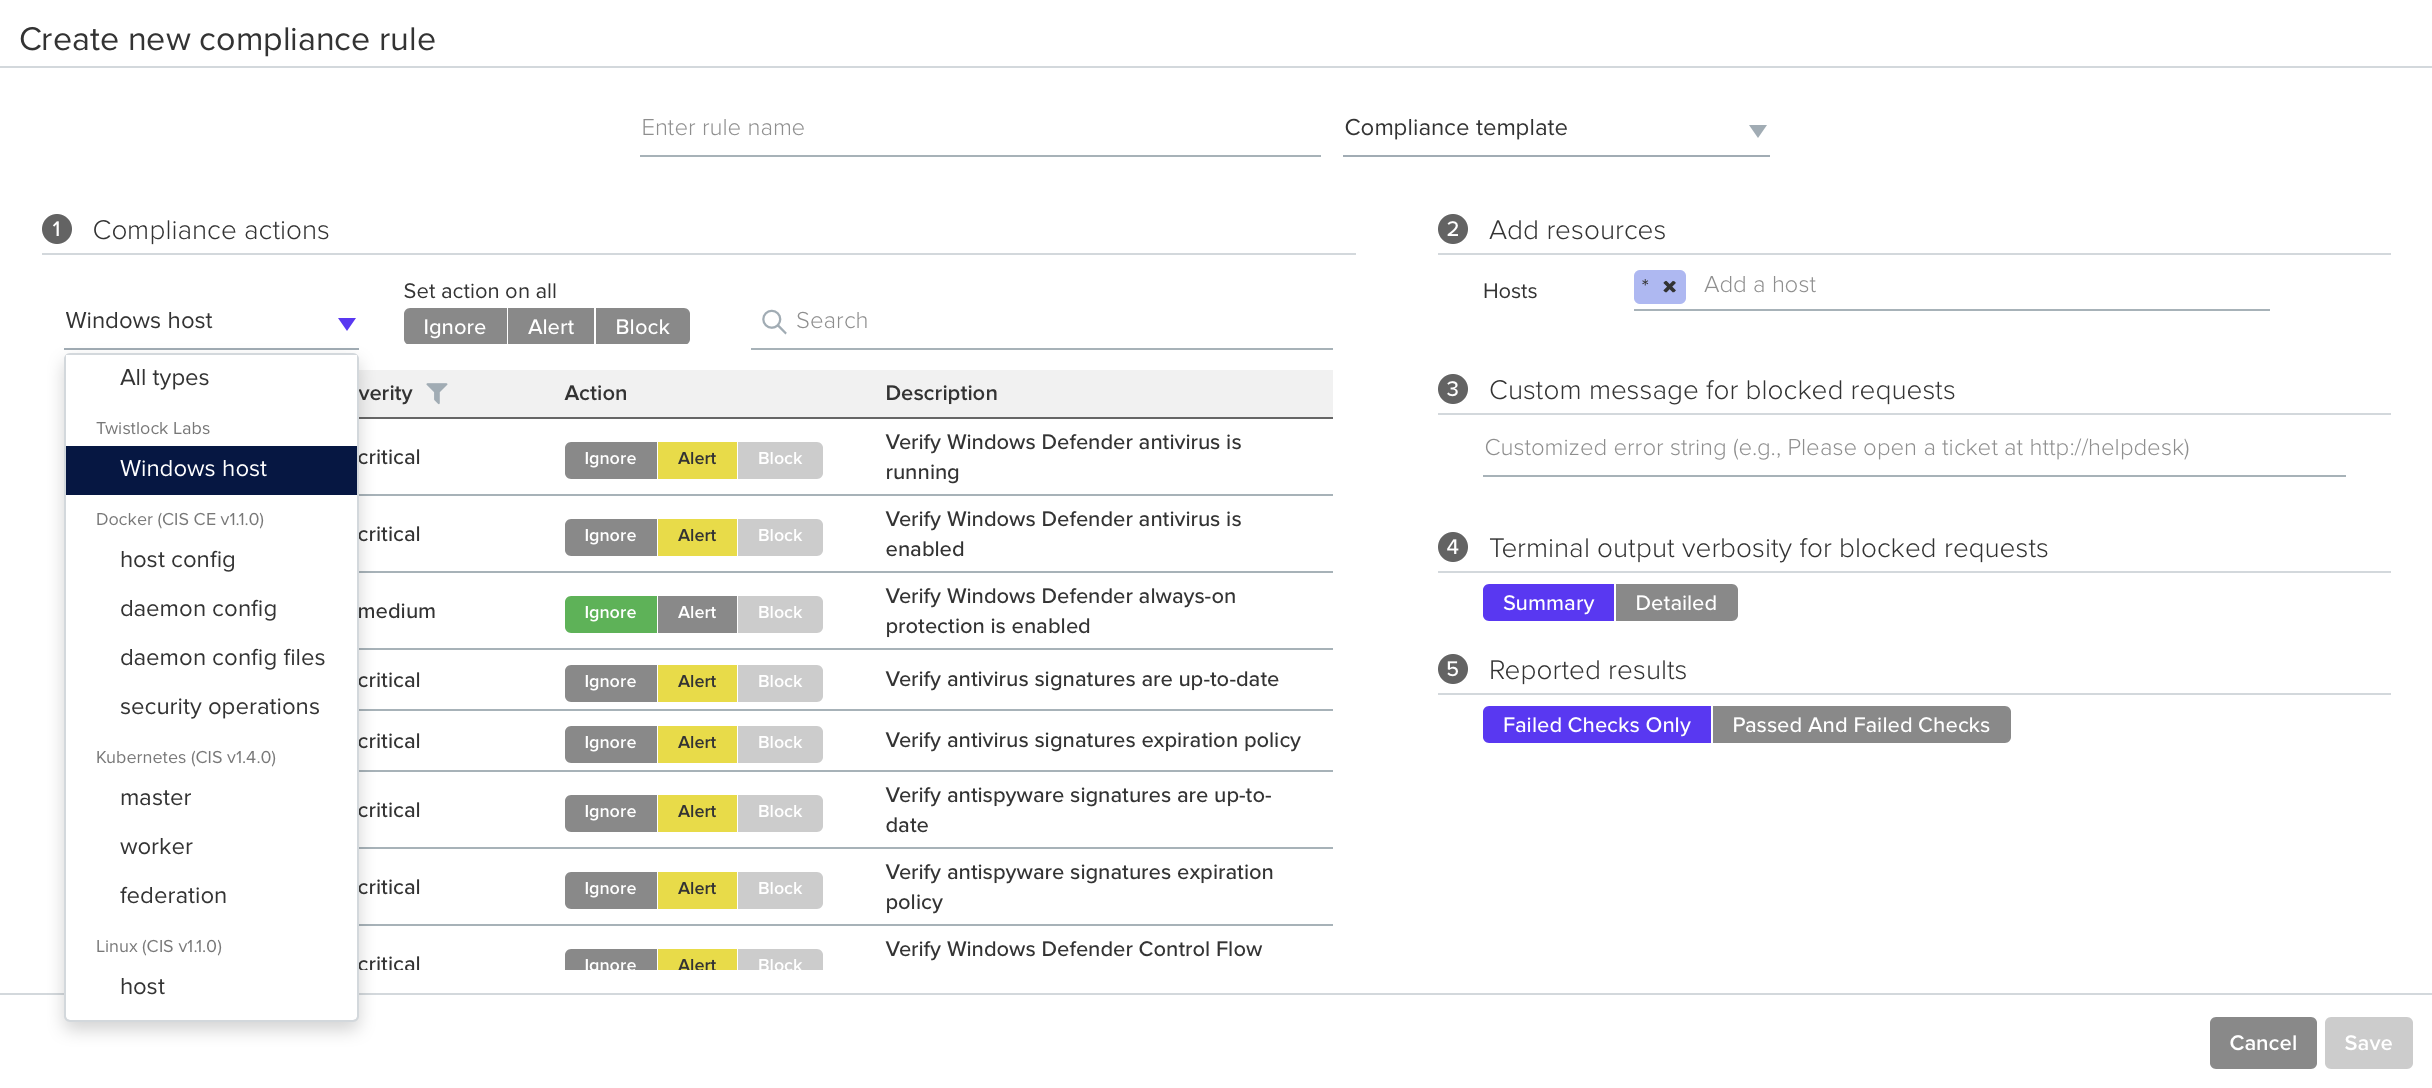 Create new compliance rule
Enter rule name
Compliance template
1 Compliance actions
Windows host
Set action on all
Ignore Alert Block
Search
All types
Twistlock Labs
Windows host
Docker (CIS CE v1.1.0)
host config
daemon config
daemon config files
security operations
Kubernetes (CIS v1.4.0)
master
worker
federation
Linux (CIS v1.1.0)
host
verity Action Description
critical Ignore Alert Block Verify Windows Defender antivirus is
running
critical Ignore Alert Block Verify Windows Defender antivirus is
enabled
medium Ignore Alert Block Verify Windows Defender always-on
protection is enabled
critical Ignore Alert Block Verify antivirus signatures are up-to-date
critical Ignore Alert Block Verify antivirus signatures expiration policy
critical Ignore Alert Block Verify antispyware signatures are up-to-
date
critical Ignore Alert Block Verify antispyware signatures expiration
policy
critical Ignore Alert Block Verify Windows Defender Control Flow
2 Add resources
Hosts * Add a host
3 Custom message for blocked requests
Customized error string (e.g., Please open a ticket at http://helpdesk)
4 Terminal output verbosity for blocked requests
Summary Detailed
5 Reported results
Failed Checks Only Passed And Failed Checks
Cancel Save